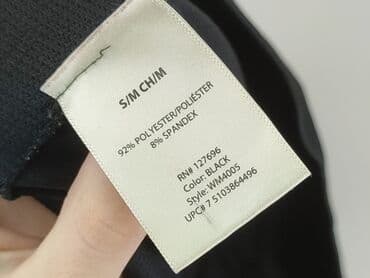 S/M CH/M
92% POLYESTER/POLIÉSTER
8% SPANDEX
RN# 127696
Color: BLACK
Style: WM4005
UPC# 7 5103864496